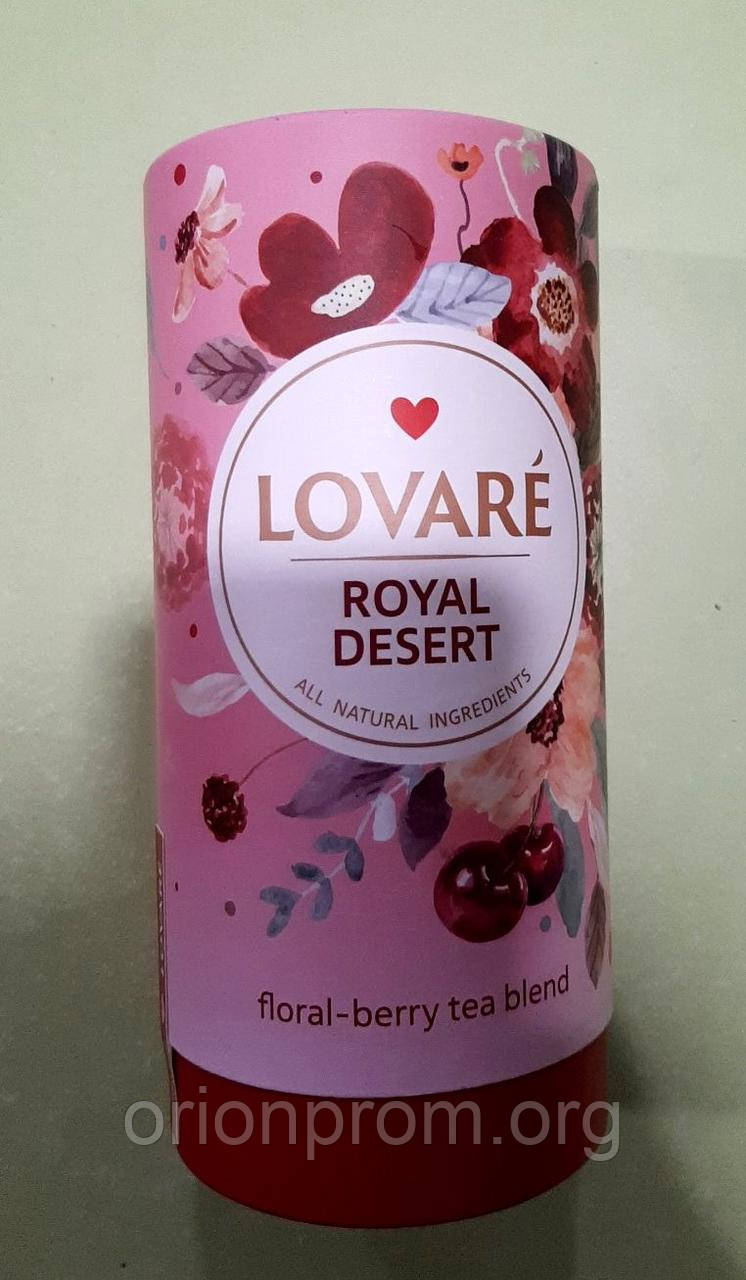 LOVARÉ
ROYAL
DESERT
ALL NATURAL INGREDIENTS
floral-berry tea blend
orionprom.org